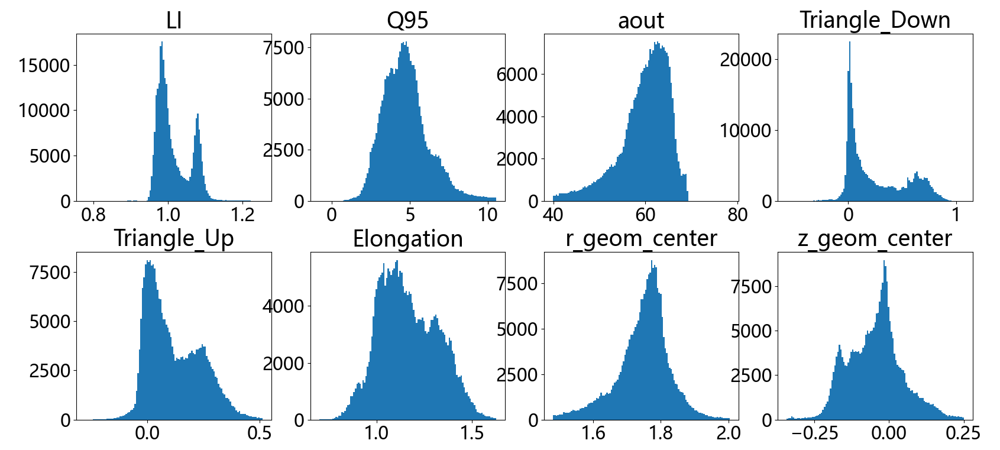 LI
15000
10000
5000
0
0.8 1.0 1.2
Q95
7500
5000
2500
0
0 5 10
aout
6000
4000
2000
0
40 60 80
Triangle_Down
20000
10000
0
0 1
Triangle_Up
7500
5000
2500
0
0.0 0.5
Elongation
4000
2000
0
1.0 1.5
r_geom_center
7500
5000
2500
0
1.6 1.8 2.0
z_geom_center
7500
5000
2500
0
−0.25 0.00 0.25